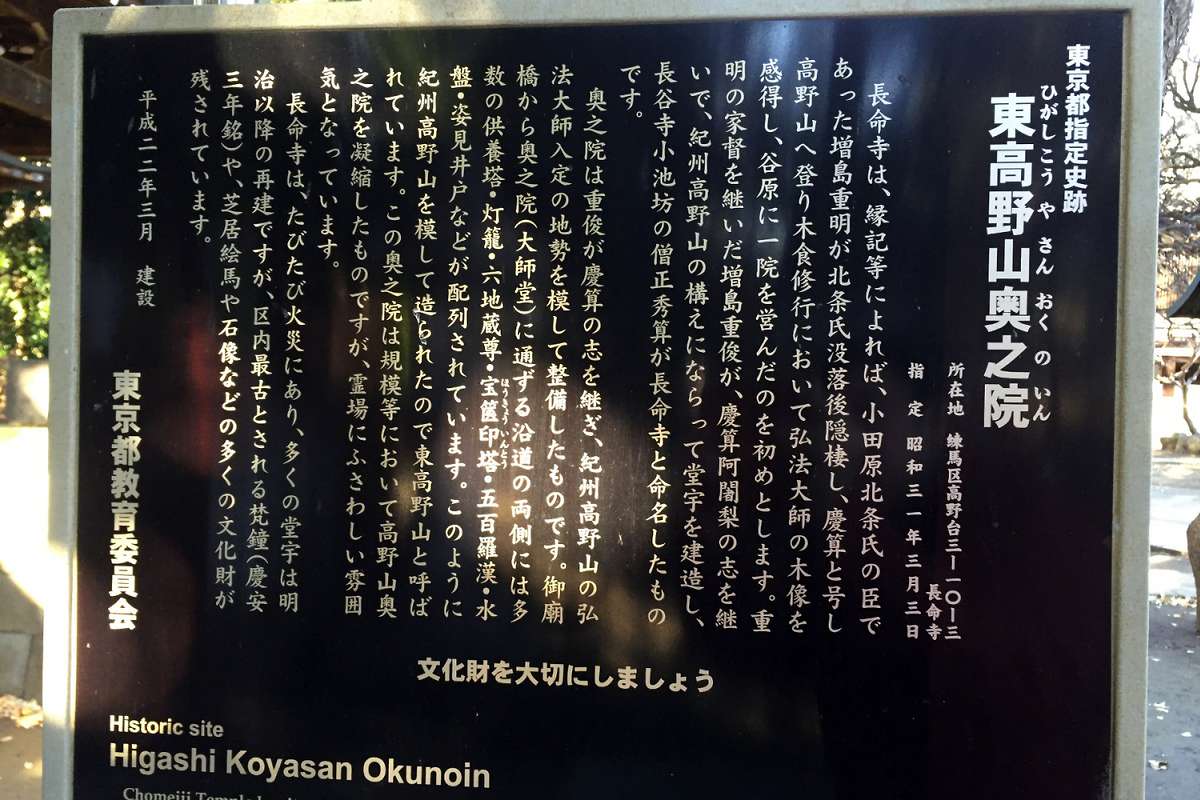 東京都指定史跡
ひがしこうやさんおくのいん
東高野山奥之院
所在地 練馬区高野台三ー一〇ー三
長命寺
指定 昭和三一年三月三日
長命寺は、縁記等によれば、小田原北条氏の臣で
あった増島重明が北条氏没落後隠棲し、慶算と号し
高野山へ登り木食修行において弘法大師の木像を
感得し、谷原に一院を営んだのを初めとします。重
明の家督を継いだ増島重俊が、慶算阿闍梨の志を継
いで、紀州高野山の構えにならって堂宇を建造し、
長谷寺小池坊の僧正秀算が長命寺と命名したもの
です。
奥之院は重俊が慶算の志を継ぎ、紀州高野山の弘
法大師入定の地勢を模して整備したものです。御廟
橋から奥之院(大師堂)に通ずる沿道の両側には多
数の供養塔・灯籠・六地蔵尊・宝篋印塔・五百羅漢・水
ほうきょういんとう
盤・姿見井戸などが配列されています。このように
紀州高野山を模して造られたので東高野山と呼ば
れています。この奥之院は規模等において高野山奥
之院を凝縮したものですが、霊場にふさわしい雰囲
気となっています。
長命寺は、たびたび火災にあり、多くの堂宇は明
治以降の再建ですが、区内最古とされる梵鐘(慶安
三年銘)や、芝居絵馬や石像などの多くの文化財が
残されています。
平成二二年三月 建設
東京都教育委員会
文化財を大切にしましょう
Historic site
Higashi Koyasan Okunoin
Chomeiji Temple